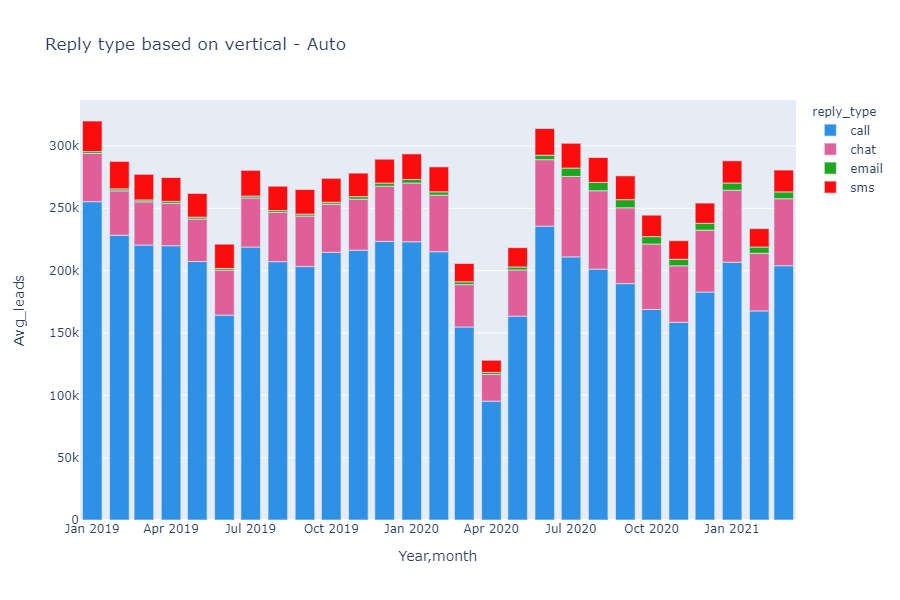 Reply type based on vertical - Auto
reply_type
call
chat
email
sms
300k
250k
200k
150k
100k
50k
0
Avg_leads
Jan 2019 Apr 2019 Jul 2019 Oct 2019 Jan 2020 Apr 2020 Jul 2020 Oct 2020 Jan 2021
Year,month